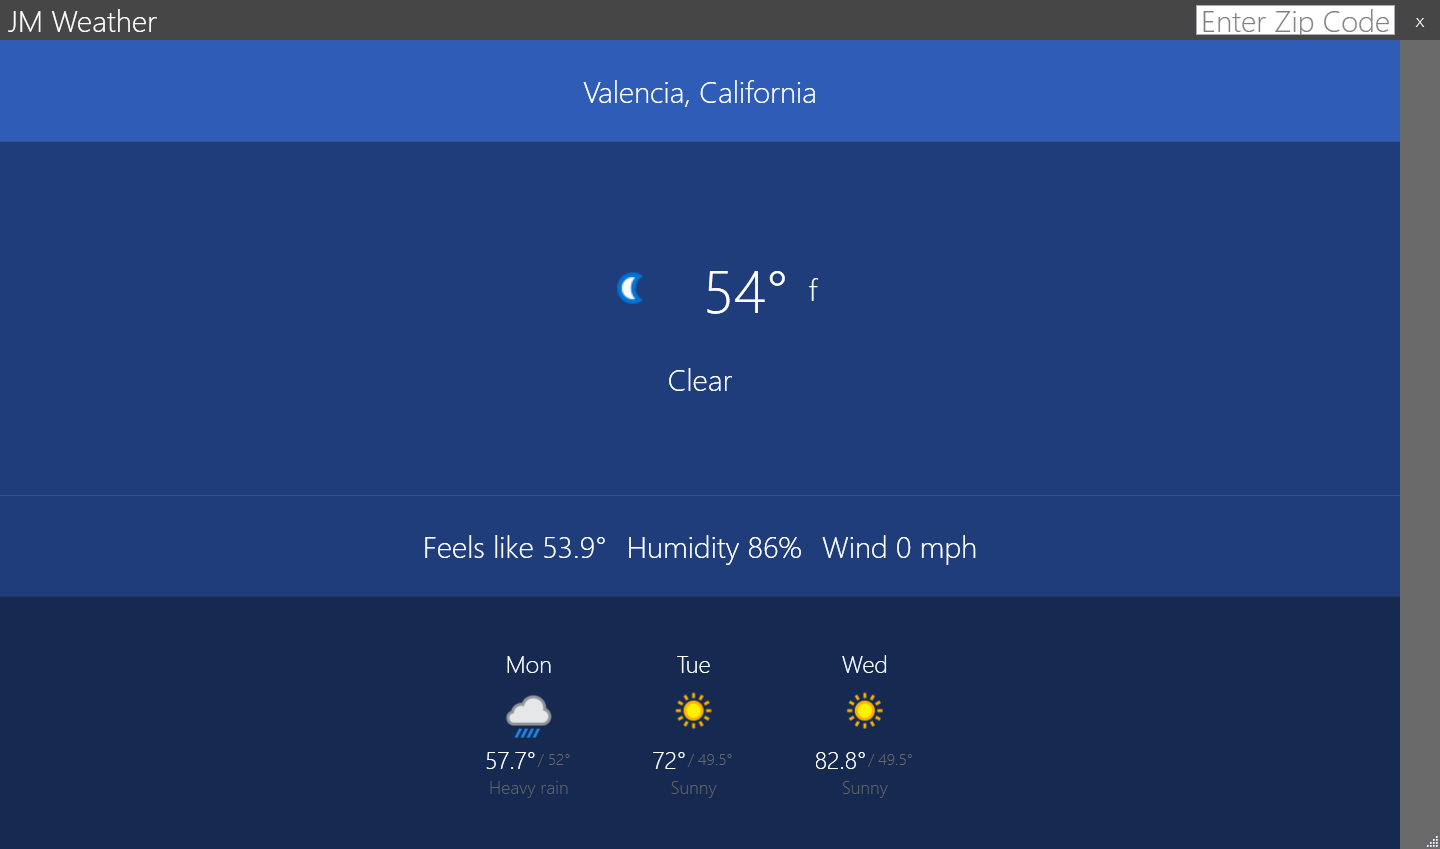 JM Weather
Enter Zip Code x
Valencia, California
54° f
Clear
Feels like 53.9° Humidity 86% Wind 0 mph
Mon Tue Wed
57.7° / 52° 72° / 49.5° 82.8° / 49.5°
Heavy rain Sunny Sunny